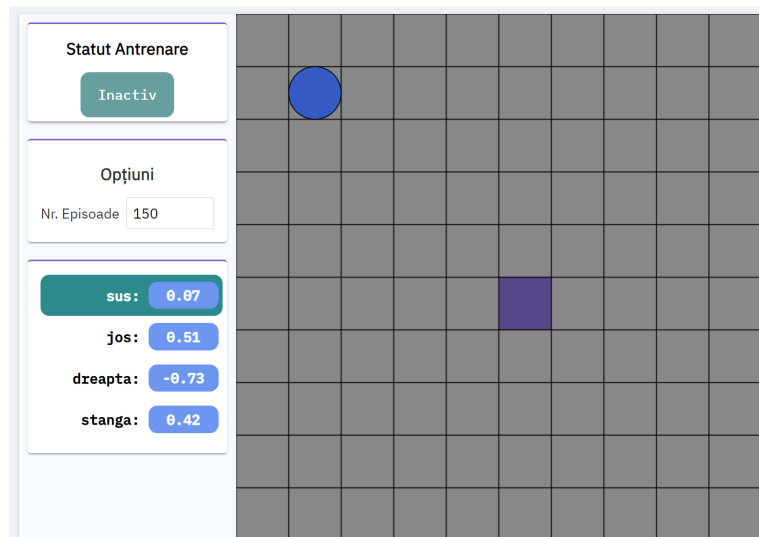 Statut Antrenare
Inactiv
Opțiuni
Nr. Episoade 150
sus: 0.07
jos: 0.51
dreapta: -0.73
stanga: 0.42